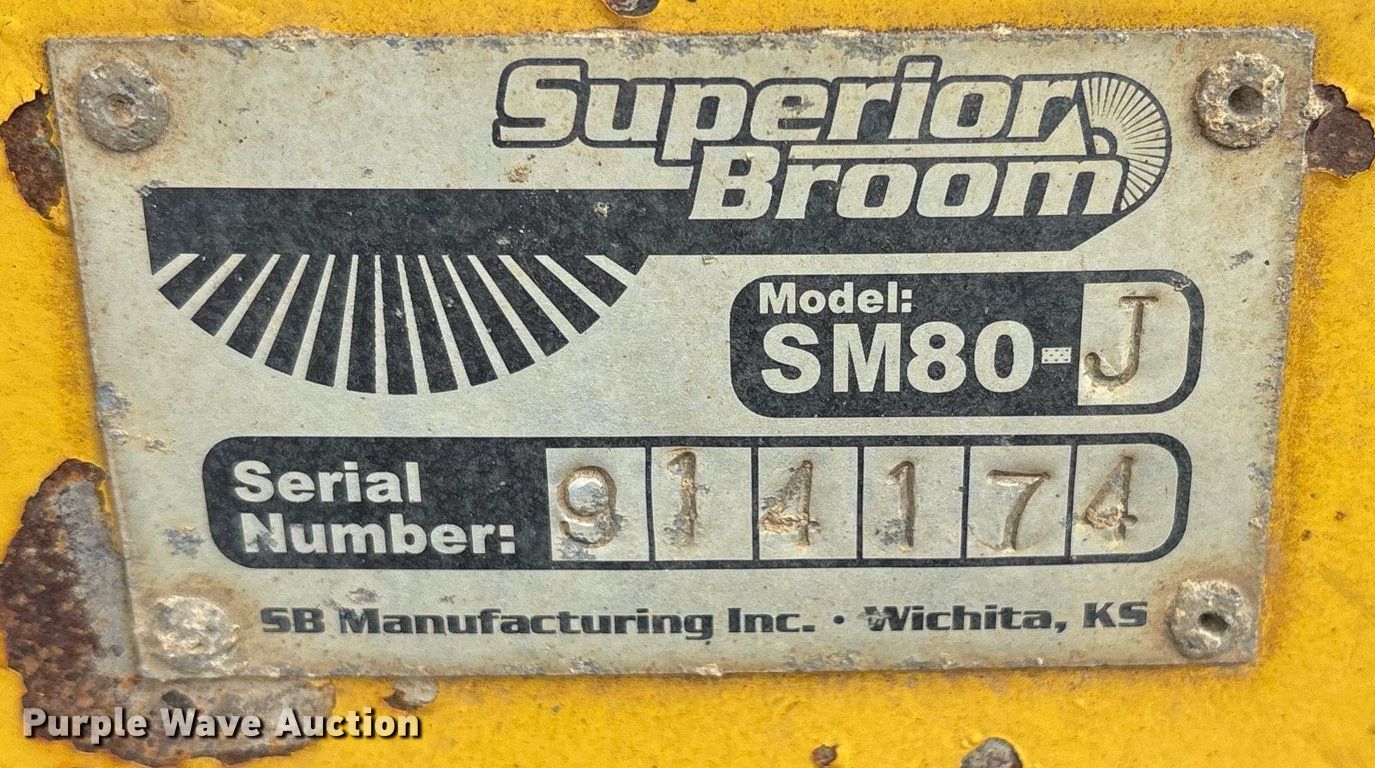 Superior
Broom
Model:
SM80-J
Serial
Number: 914174
SB Manufacturing Inc. · Wichita, KS
Purple Wave Auction